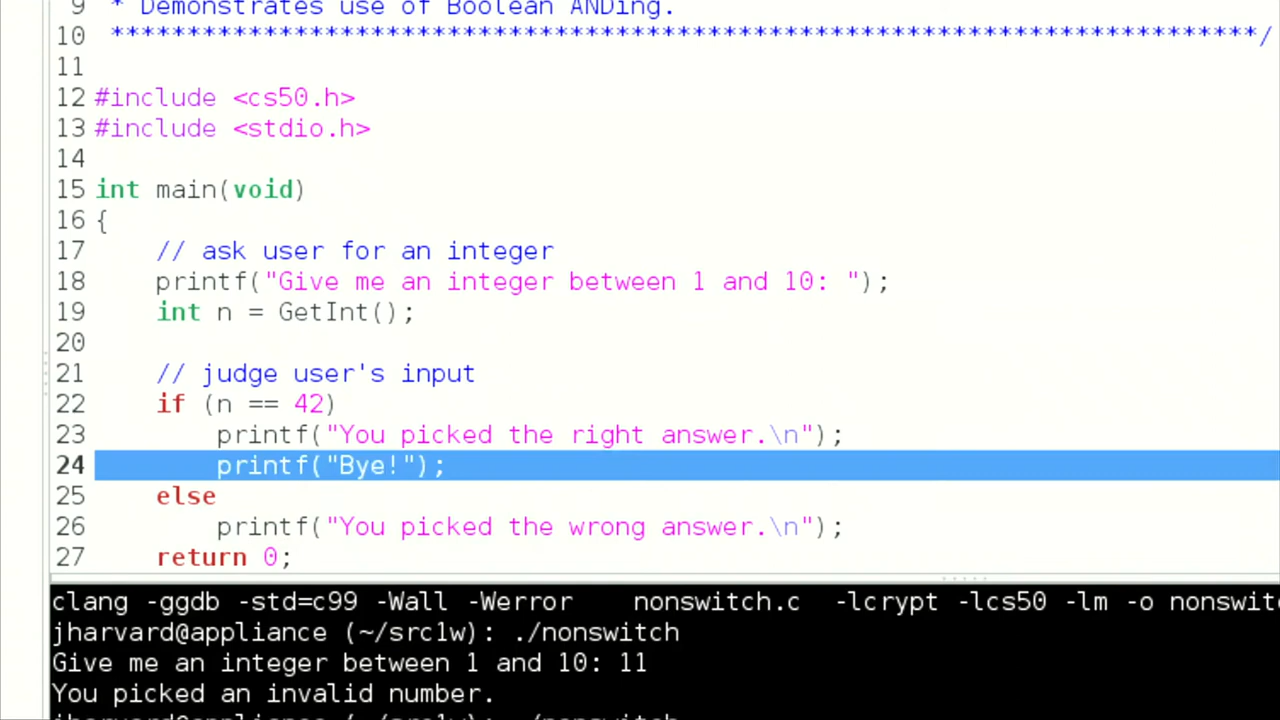 9 * Demonstrates use of Boolean ANDing.
10 ***************************************************************************/
11
12 #include <cs50.h>
13 #include <stdio.h>
14
15 int main(void)
16 {
17     // ask user for an integer
18     printf("Give me an integer between 1 and 10: ");
19     int n = GetInt();
20
21     // judge user's input
22     if (n == 42)
23         printf("You picked the right answer.\n");
24         printf("Bye!");
25     else
26         printf("You picked the wrong answer.\n");
27     return 0;
clang -ggdb -std=c99 -Wall -Werror    nonswitch.c  -lcrypt -lcs50 -lm -o nonswit
jharvard@appliance (~/src1w): ./nonswitch
Give me an integer between 1 and 10: 11
You picked an invalid number.
jharvard@appliance (~/src1w): ./nonswitch